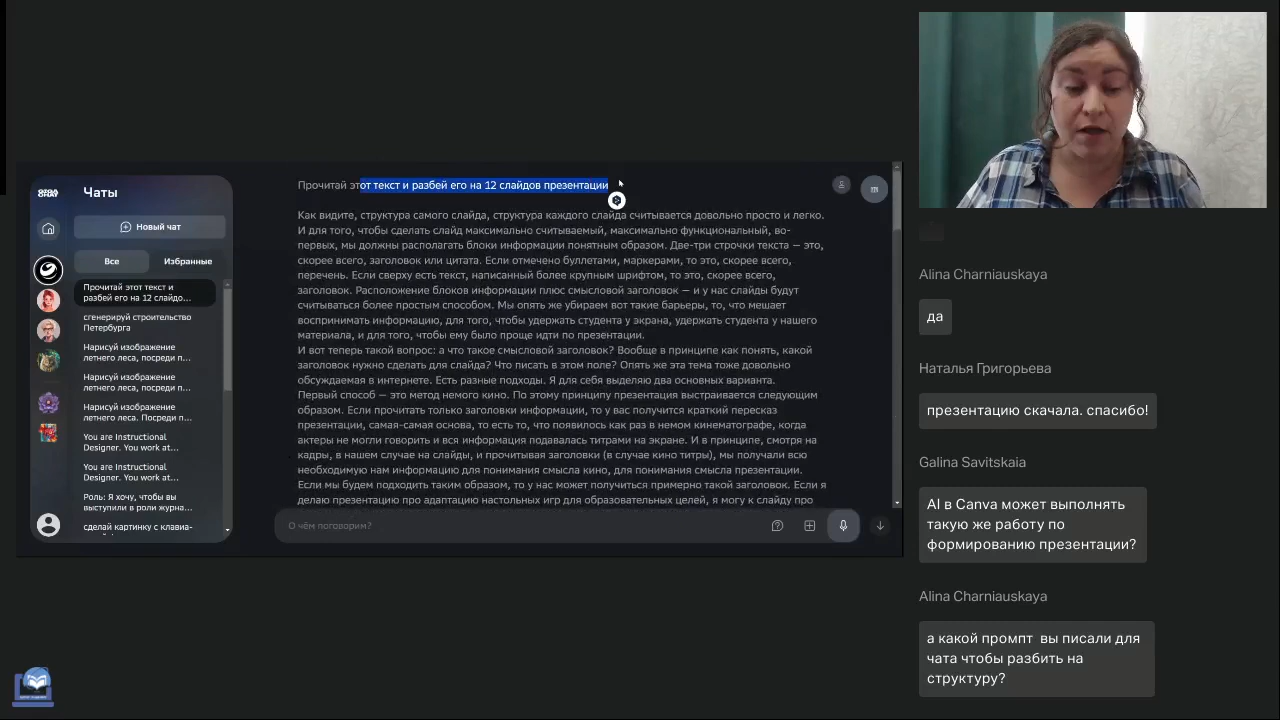 Чаты
Новый чат
Все
Избранные
Прочитай этот текст и
разбей его на 12 слайдо...
сгенерируй строительство
Петербурга
Нарисуй изображение
летнего леса, посреди п...
Нарисуй изображение
летнего леса, посреди п...
Нарисуй изображение
летнего леса. Посреди п...
You are Instructional
Designer. You work at...
You are Instructional
Designer. You work at...
Роль: Я хочу, чтобы вы
выступили в роли журна...
сделай картинку с клавиа-
Прочитай этот текст и разбей его на 12 слайдов презентации
Как видите, структура самого слайда, структура каждого слайда считывается довольно просто и легко.
И для того, чтобы сделать слайд максимально считываемый, максимально функциональный, во-
первых, мы должны располагать блоки информации понятным образом. Две-три строчки текста — это,
скорее всего, заголовок или цитата. Если отмечено буллетами, маркерами, то это, скорее всего,
перечень. Если сверху есть текст, написанный более крупным шрифтом, то это, скорее всего,
заголовок. Расположение блоков информации плюс смысловой заголовок — и у нас слайды будут
считываться более простым способом. Мы опять же убираем вот такие барьеры, то, что мешает
воспринимать информацию, для того, чтобы удержать студента у экрана, удержать студента у нашего
материала, и для того, чтобы ему было проще идти по презентации.
И вот теперь такой вопрос: а что такое смысловой заголовок? Вообще в принципе как понять, какой
заголовок нужно сделать для слайда? Что писать в этом поле? Опять же эта тема тоже довольно
обсуждаемая в интернете. Есть разные подходы. Я для себя выделяю два основных варианта.
Первый способ — это метод немого кино. По этому принципу презентация выстраивается следующим
образом. Если прочитать только заголовки информации, то у вас получится краткий пересказ
презентации, самая-самая основа, то есть то, что появилось как раз в немом кинематографе, когда
актеры не могли говорить и вся информация подавалась титрами на экране. И в принципе, смотря на
кадры, в нашем случае на слайды, и прочитывая заголовки (в случае кино титры), мы получали всю
необходимую нам информацию для понимания смысла кино, для понимания смысла презентации.
Если мы будем подходить таким образом, то у нас может получиться примерно такой заголовок. Если я
делаю презентацию про адаптацию настольных игр для образовательных целей, я могу к слайду про
О чём поговорим?
Alina Charniauskaya
да
Наталья Григорьева
презентацию скачала. спасибо!
Galina Savitskaia
AI в Canva может выполнять
такую же работу по
формированию презентации?
Alina Charniauskaya
а какой промпт вы писали для
чата чтобы разбить на
структуру?